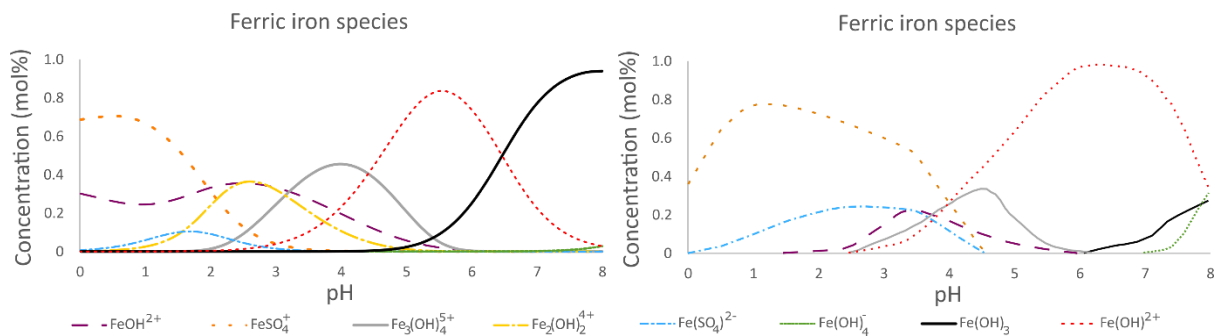 Ferric iron species
Concentration (mol%)
1.0
0.8
0.6
0.4
0.2
0
0 1 2 3 4 5 6 7 8
pH
Ferric iron species
Concentration (mol%)
1.0
0.8
0.6
0.4
0.2
0
0 1 2 3 4 5 6 7 8
pH
FeOH²⁺ FeSO₄⁺ Fe₃(OH)₄⁵⁺ Fe₂(OH)₂⁴⁺ Fe(SO₄)²⁻ Fe(OH)₄⁻ Fe(OH)₃ Fe(OH)²⁺